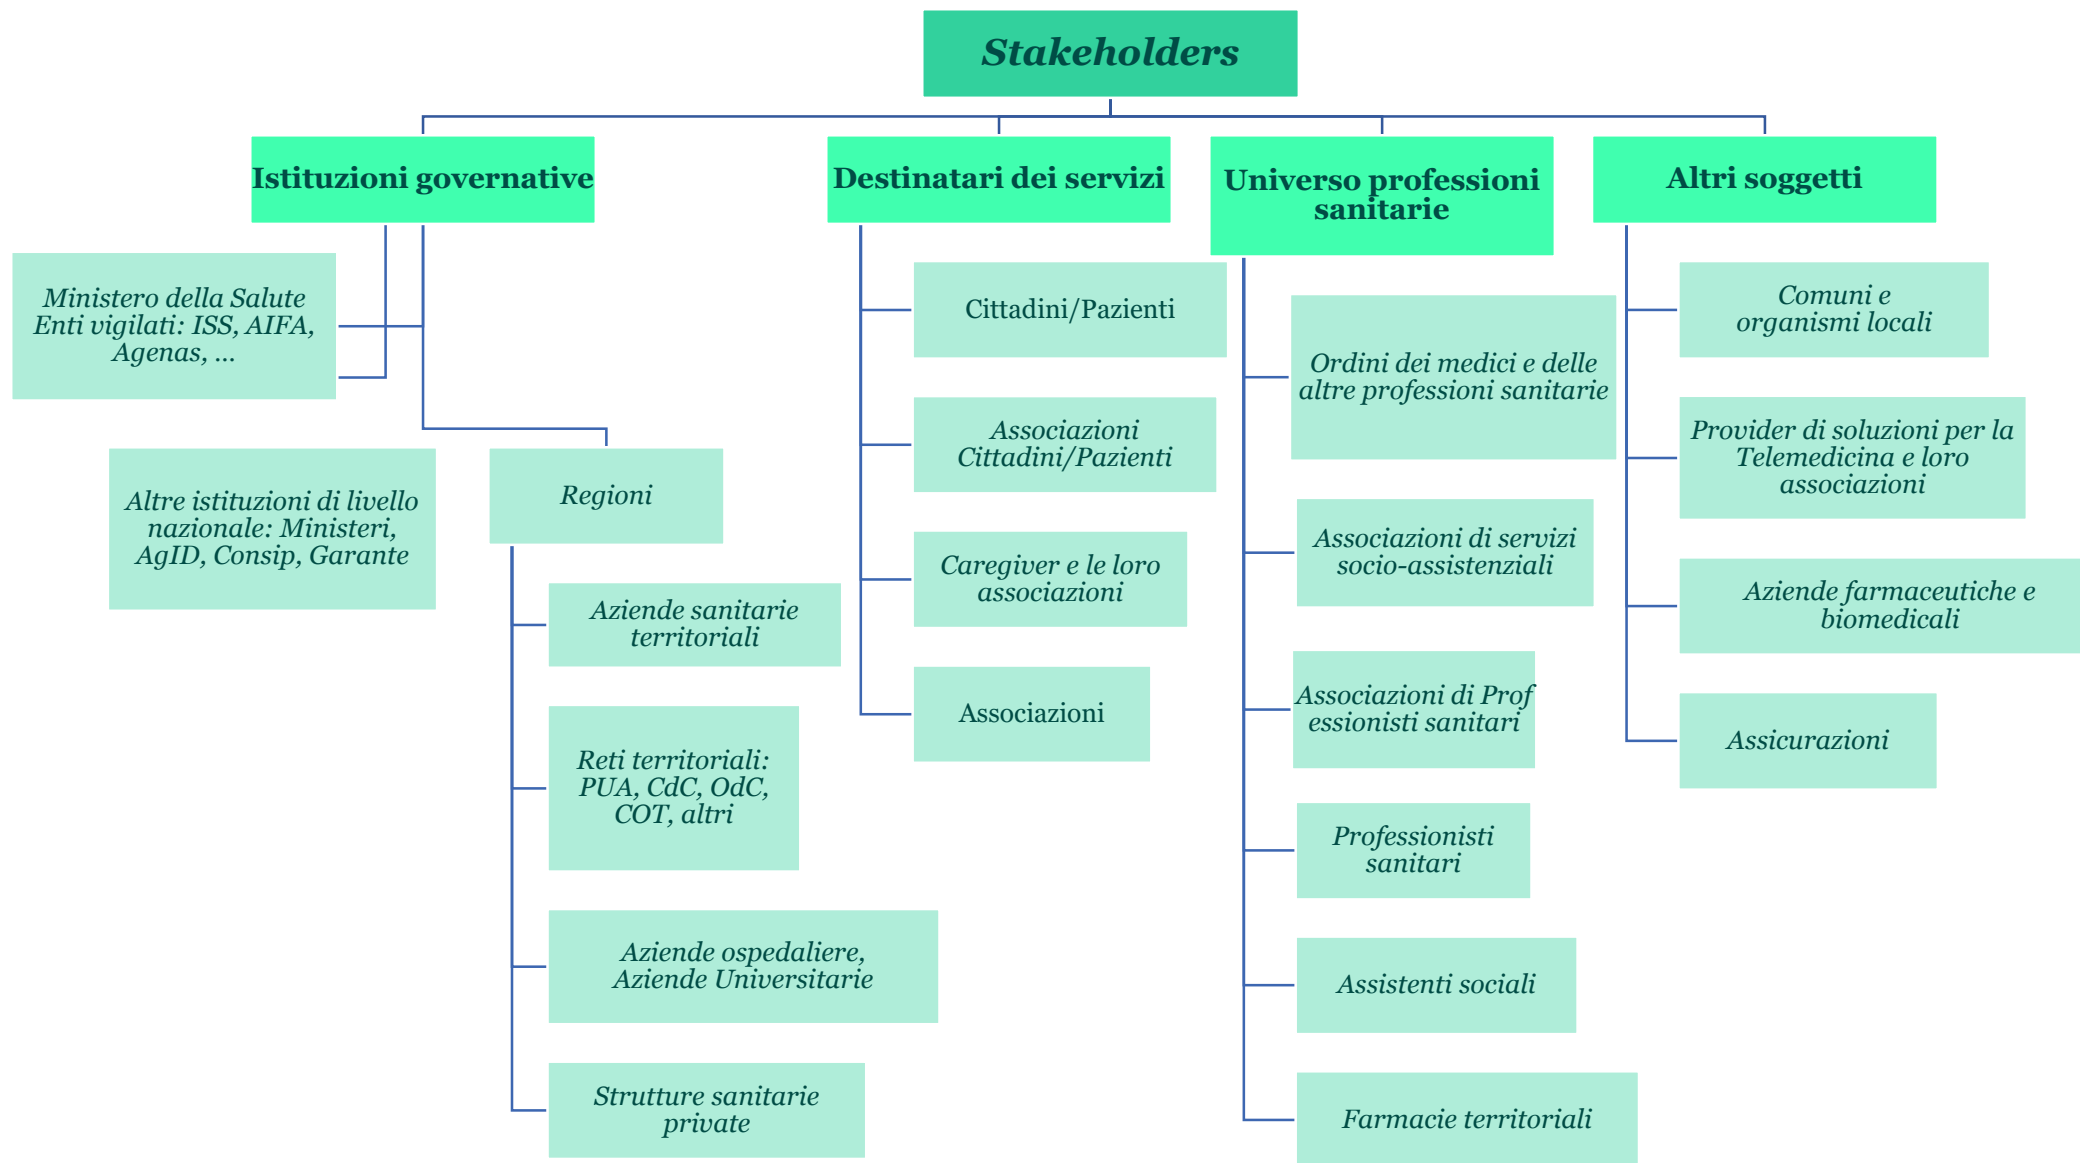 Stakeholders
Istituzioni governative
Ministero della Salute
Enti vigilati: ISS, AIFA,
Agenas, ...
Altre istituzioni di livello
nazionale: Ministeri,
AgID, Consip, Garante
Regioni
Aziende sanitarie
territoriali
Reti territoriali:
PUA, CdC, OdC,
COT, altri
Aziende ospedaliere,
Aziende Universitarie
Strutture sanitarie
private
Destinatari dei servizi
Cittadini/Pazienti
Associazioni
Cittadini/Pazienti
Caregiver e le loro
associazioni
Associazioni
Universo professioni
sanitarie
Ordini dei medici e delle
altre professioni sanitarie
Associazioni di servizi
socio-assistenziali
Associazioni di Prof
essionisti sanitari
Professionisti
sanitari
Assistenti sociali
Farmacie territoriali
Altri soggetti
Comuni e
organismi locali
Provider di soluzioni per la
Telemedicina e loro
associazioni
Aziende farmaceutiche e
biomedicali
Assicurazioni